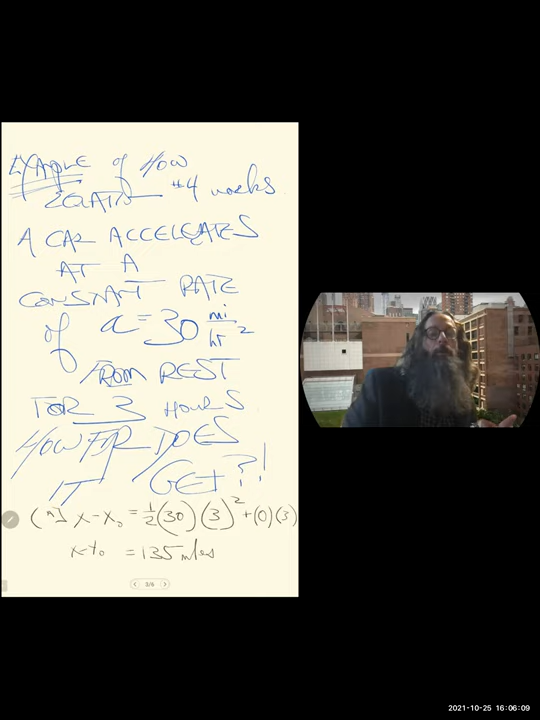 EXAMPLE of HOW
EQUATION #4 works
A CAR ACCELERATES
AT A
CONSTANT RATE
of a = 30 mi/hr²
FROM REST
FOR 3 HOURS
HOW FAR DOES
IT GET?!
x-x₀ = ½(30)(3)² + (0)(3)
x-x₀ = 135 miles
3/6
2021-10-25 16:06:09